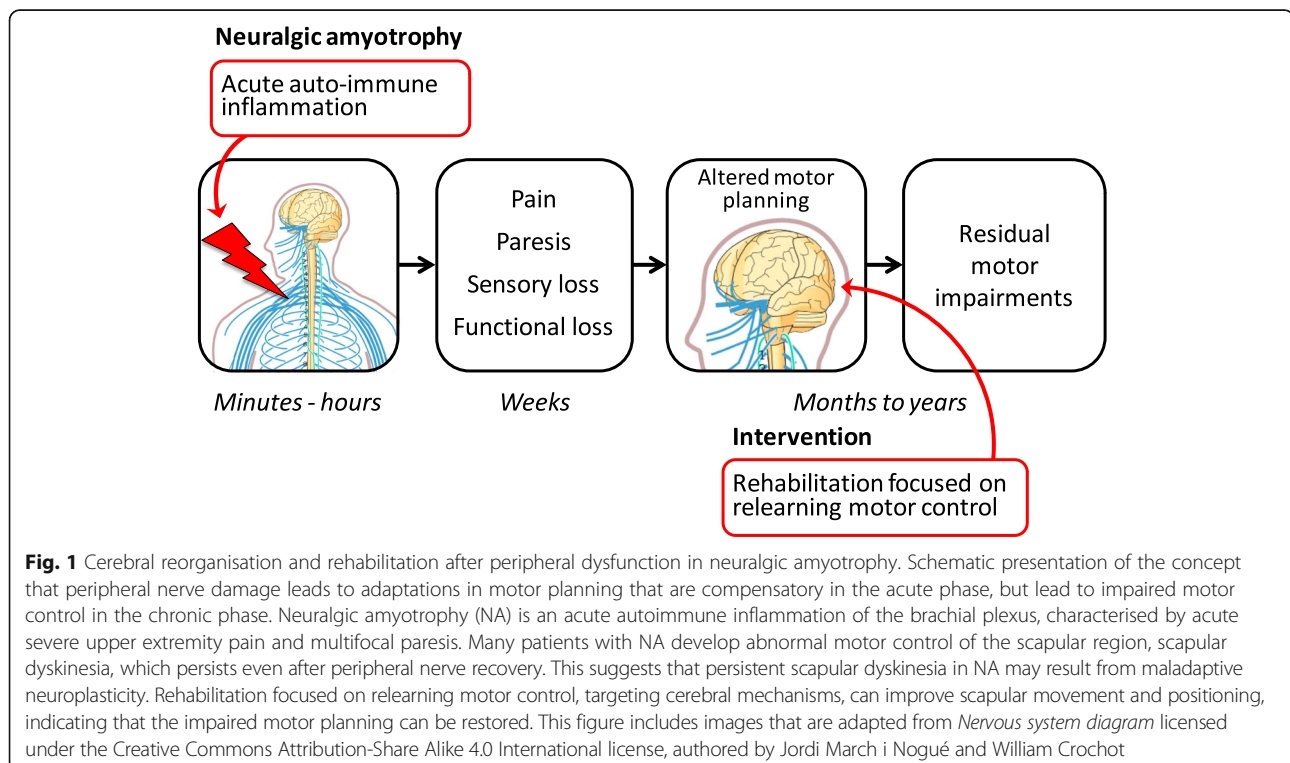 Neuralgic amyotrophy
Acute auto-immune
inflammation
Pain
Paresis
Sensory loss
Functional loss
Altered motor
planning
Residual
motor
impairments
Minutes - hours
Weeks
Months to years
Intervention
Rehabilitation focused on
relearning motor control
Fig. 1 Cerebral reorganisation and rehabilitation after peripheral dysfunction in neuralgic amyotrophy. Schematic presentation of the concept
that peripheral nerve damage leads to adaptations in motor planning that are compensatory in the acute phase, but lead to impaired motor
control in the chronic phase. Neuralgic amyotrophy (NA) is an acute autoimmune inflammation of the brachial plexus, characterised by acute
severe upper extremity pain and multifocal paresis. Many patients with NA develop abnormal motor control of the scapular region, scapular
dyskinesia, which persists even after peripheral nerve recovery. This suggests that persistent scapular dyskinesia in NA may result from maladaptive
neuroplasticity. Rehabilitation focused on relearning motor control, targeting cerebral mechanisms, can improve scapular movement and positioning,
indicating that the impaired motor planning can be restored. This figure includes images that are adapted from Nervous system diagram licensed
under the Creative Commons Attribution-Share Alike 4.0 International license, authored by Jordi March i Nogué and William Crochot